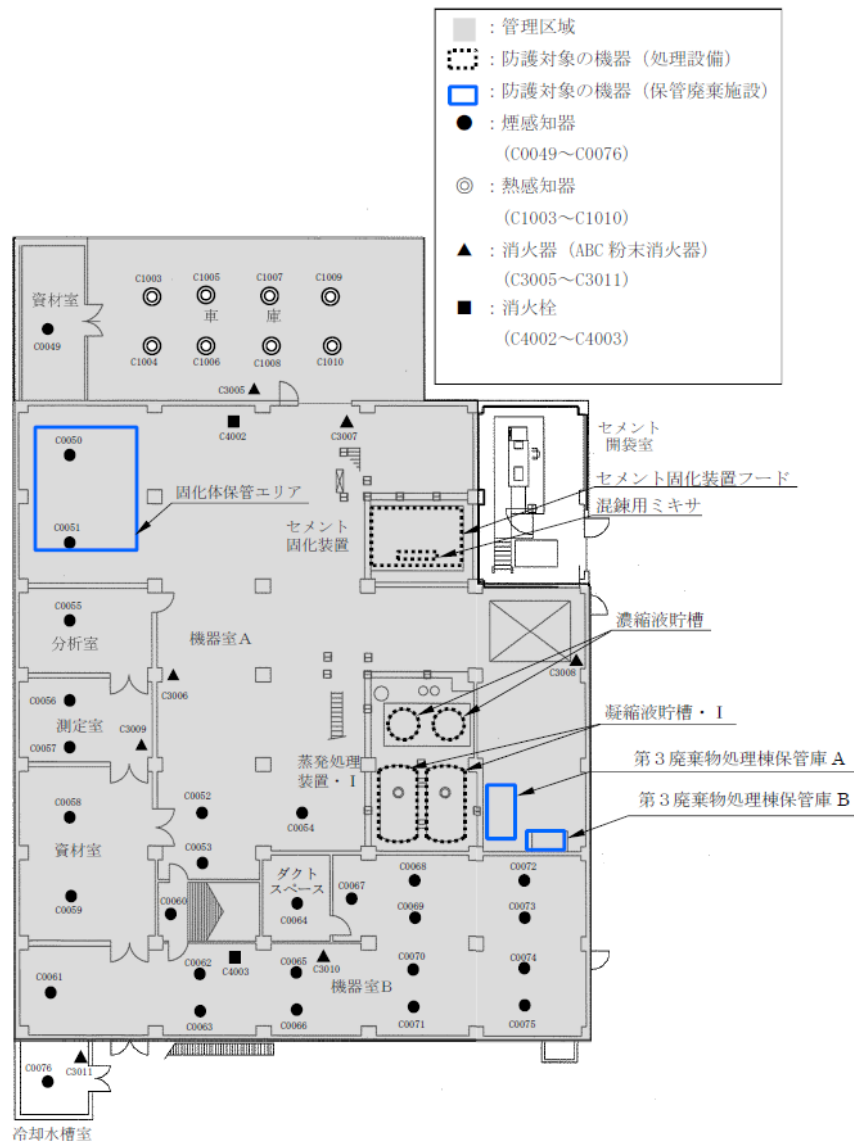 ：管理区域
：防護対象の機器（処理設備）
：防護対象の機器（保管廃棄施設）
：煙感知器
(C0049～C0076)
：熱感知器
(C1003～C1010)
：消火器（ABC 粉末消火器）
(C3005～C3011)
：消火栓
(C4002～C4003)
資材室
C0049
C1003
C1005
C1007
C1009
車庫
C1004
C1006
C1008
C1010
C3005
C4002
C3007
C0050
C0051
固化体保管エリア
セメント
固化装置
セメント
開袋室
セメント固化装置フード
混錬用ミキサ
C0055
分析室
機器室A
濃縮液貯槽
C3008
C3006
C0056
測定室
C3009
C0057
凝縮液貯槽・Ⅰ
蒸発処理
装置・Ⅰ
第３廃棄物処理棟保管庫 A
第３廃棄物処理棟保管庫 B
C0058
資材室
C0059
C0052
C0054
C0053
ダクト
スペース
C0060
C0064
C0067
C0068
C0069
C0072
C0073
C0061
C0062
C4003
C0065
C3010
C0070
C0074
機器室B
C0063
C0066
C0071
C0075
C0076
C3011
冷却水槽室